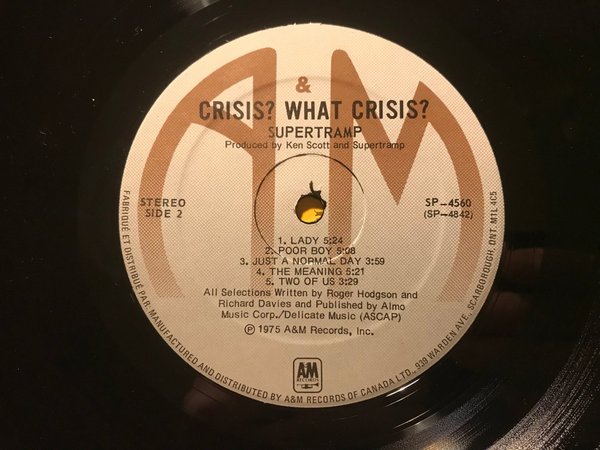 &
CRISIS? WHAT CRISIS?
SUPERTRAMP
Produced by Ken Scott and Supertramp
STEREO
SIDE 2
SP-4560
(SP-4842)
1. LADY 5:24
2. POOR BOY 5:08
3. JUST A NORMAL DAY 3:59
4. THE MEANING 5:21
5. TWO OF US 3:29
All Selections Written by Roger Hodgson and
Richard Davies and Published by Almo
Music Corp./Delicate Music (ASCAP)
Ⓟ 1975 A&M Records, Inc.
A&M
RECORDS
FABRIQUÉ ET DISTRIBUÉ PAR: MANUFACTURED AND DISTRIBUTED BY A&M RECORDS OF CANADA LTD., 939 WARDEN AVE., SCARBOROUGH, ONT. M1L 4C5
AM